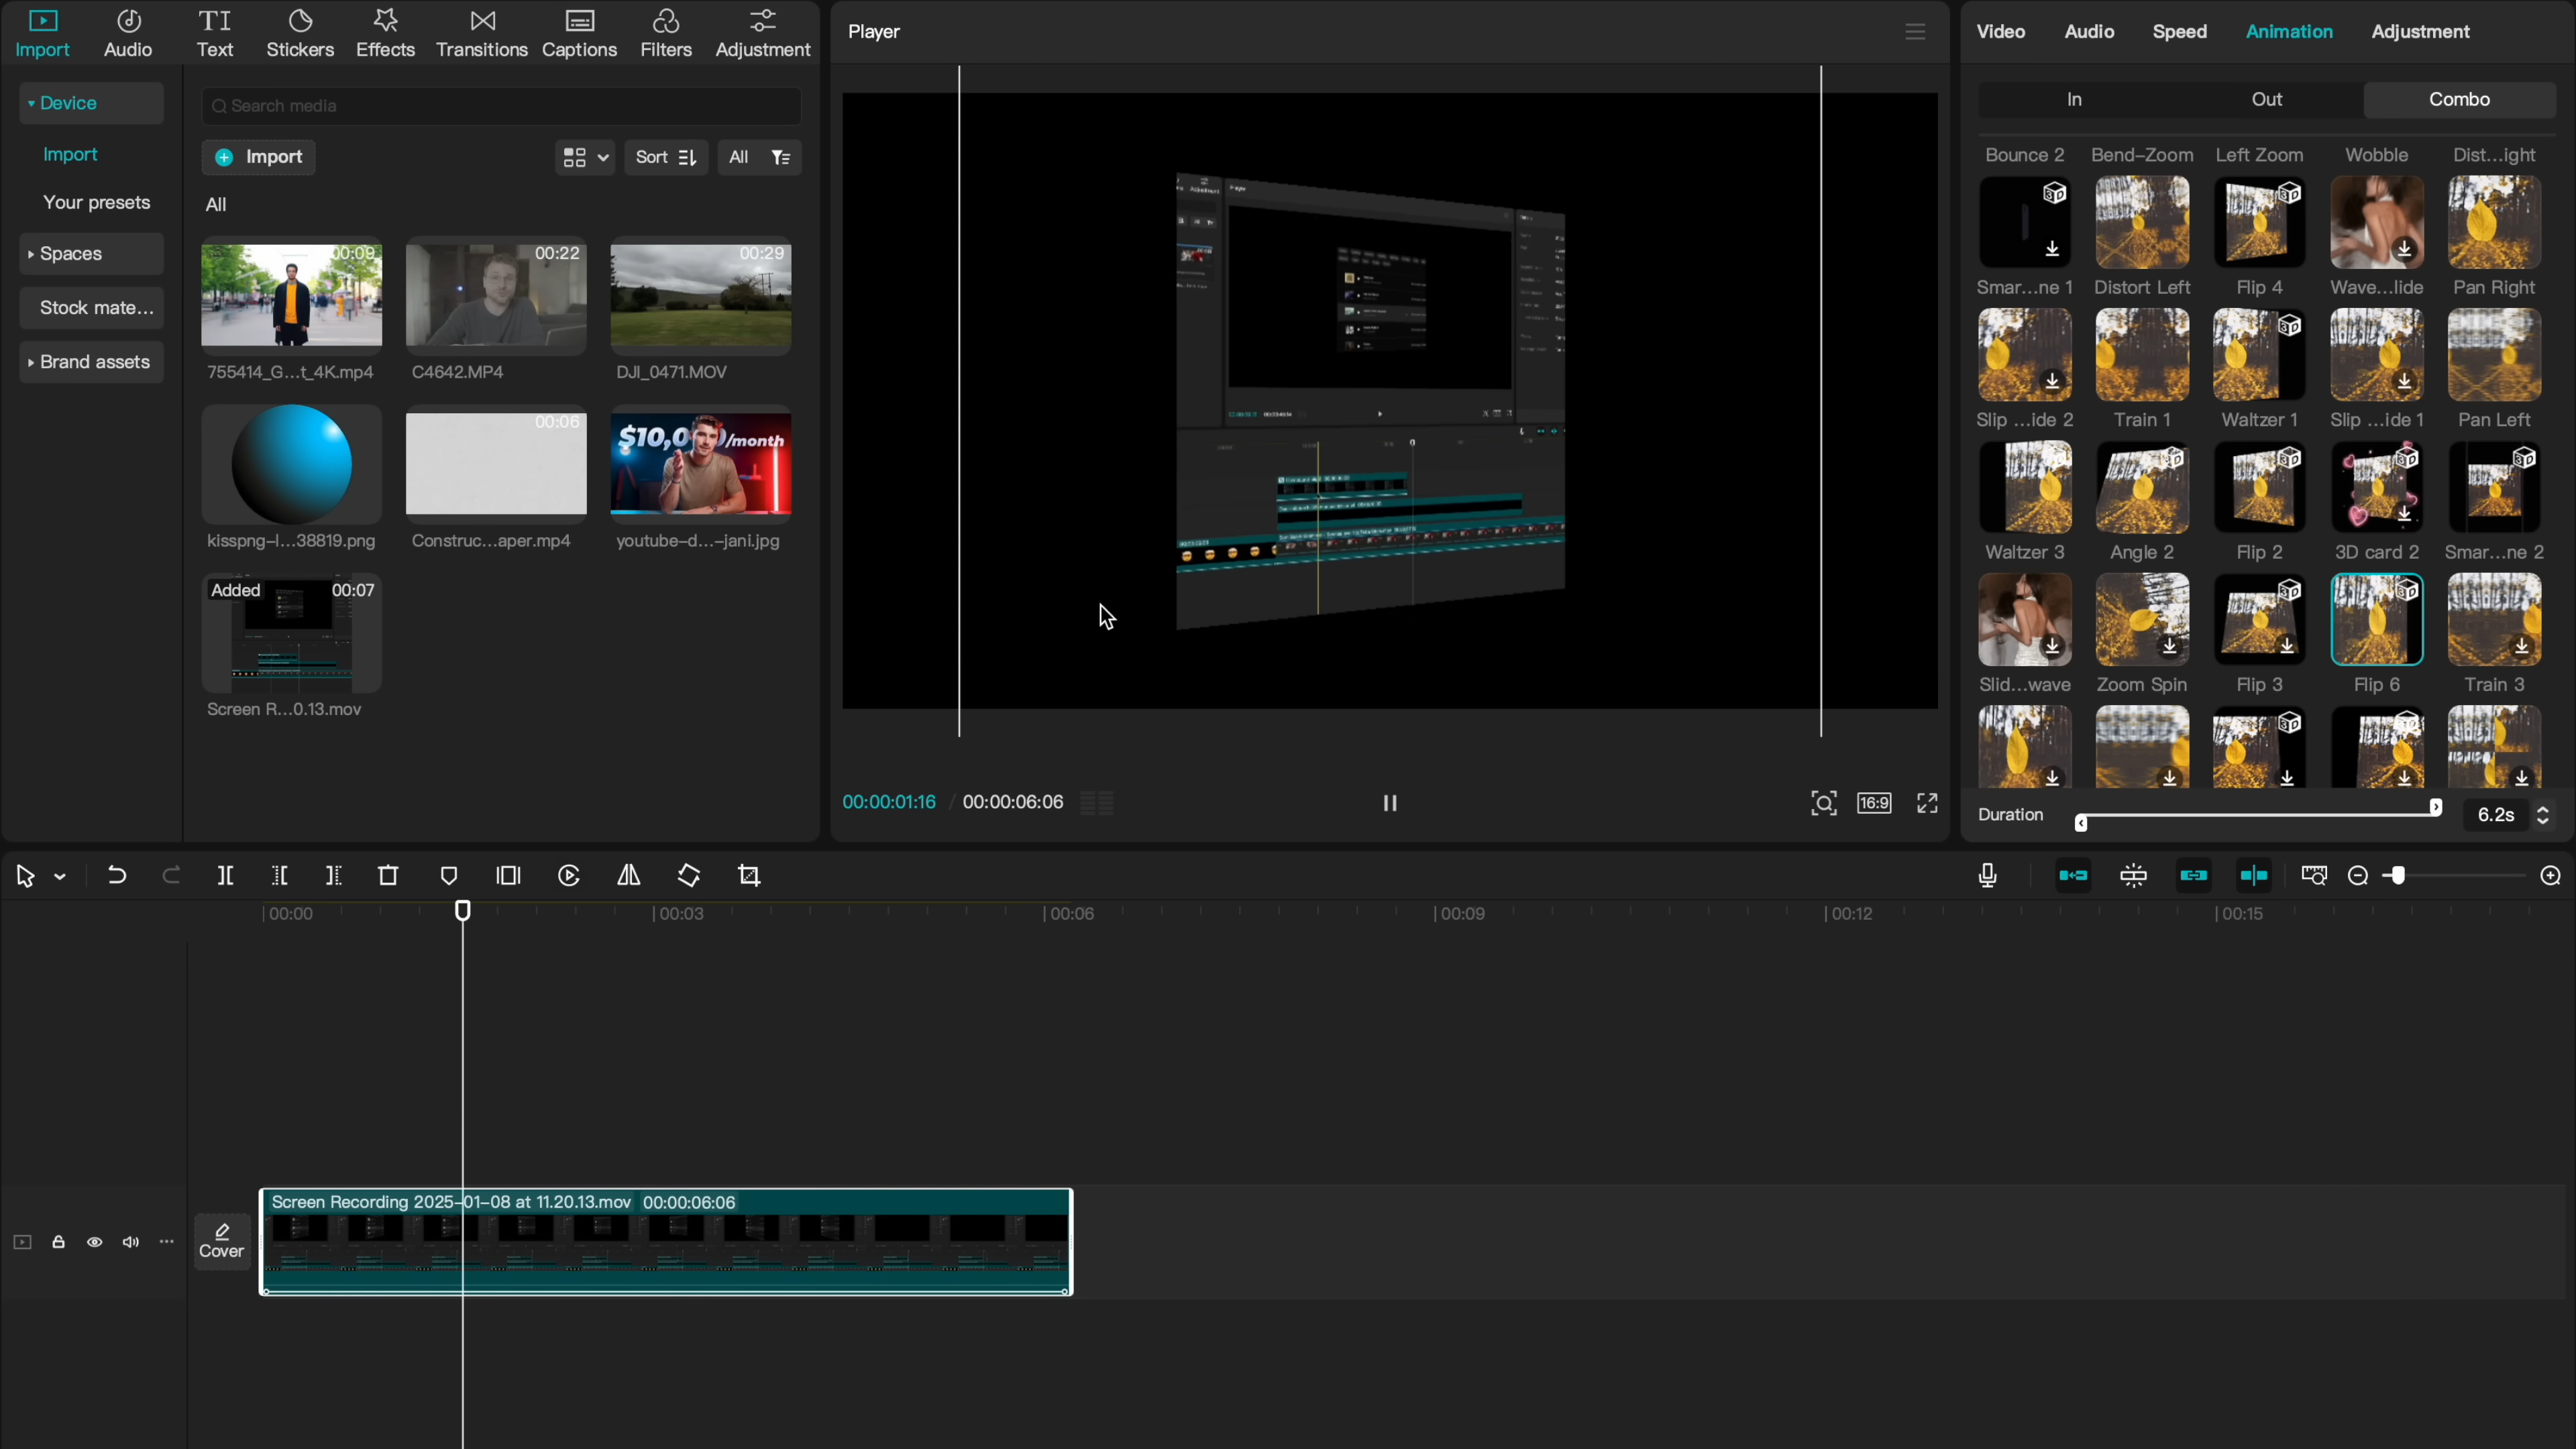 Import
Audio
Text
Stickers
Effects
Transitions
Captions
Filters
Adjustment
Device
Import
Your presets
Spaces
Stock mate...
Brand assets
Search media
Import
Sort
All
All
00:09
755414_G...t_4K.mp4
00:22
C4642.MP4
00:29
DJI_0471.MOV
kisspng-l...38819.png
00:06
Construc...aper.mp4
/month
youtube-d...-jani.jpg
Added
00:07
Screen R...0.13.mov
Player
00:00:01:16 / 00:00:06:06
16:9
Video
Audio
Speed
Animation
Adjustment
In
Out
Combo
Bounce 2
Bend-Zoom
Left Zoom
Wobble
Dist...ight
Smar...ne 1
Distort Left
Flip 4
Wave...lide
Pan Right
Slip ...ide 2
Train 1
Waltzer 1
Slip ...ide 1
Pan Left
Waltzer 3
Angle 2
Flip 2
3D card 2
Smar...ne 2
Slid...wave
Zoom Spin
Flip 3
Flip 6
Train 3
Duration
6.2s
00:00
00:03
00:06
00:09
00:12
00:15
Cover
Screen Recording 2025-01-08 at 11.20.13.mov 00:00:06:06